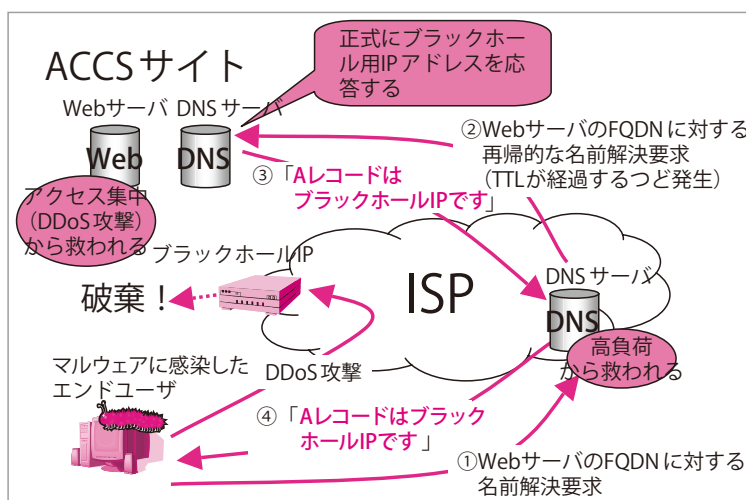 正式にブラックホー
ル用IPアドレスを応
答する
ACCSサイト
Webサーバ DNSサーバ
Web
DNS
アクセス集中
（DDoS攻撃）
から救われる
②WebサーバのFQDNに対する
再帰的な名前解決要求
（TTLが経過するつど発生）
③「Aレコードは
ブラックホールIPです」
ブラックホールIP
破棄！
ISP
DNSサーバ
DNS
高負荷
から救われる
マルウェアに感染した
エンドユーザ
DDoS攻撃
④「Aレコードはブラック
ホールIPです」
①WebサーバのFQDNに対する
名前解決要求